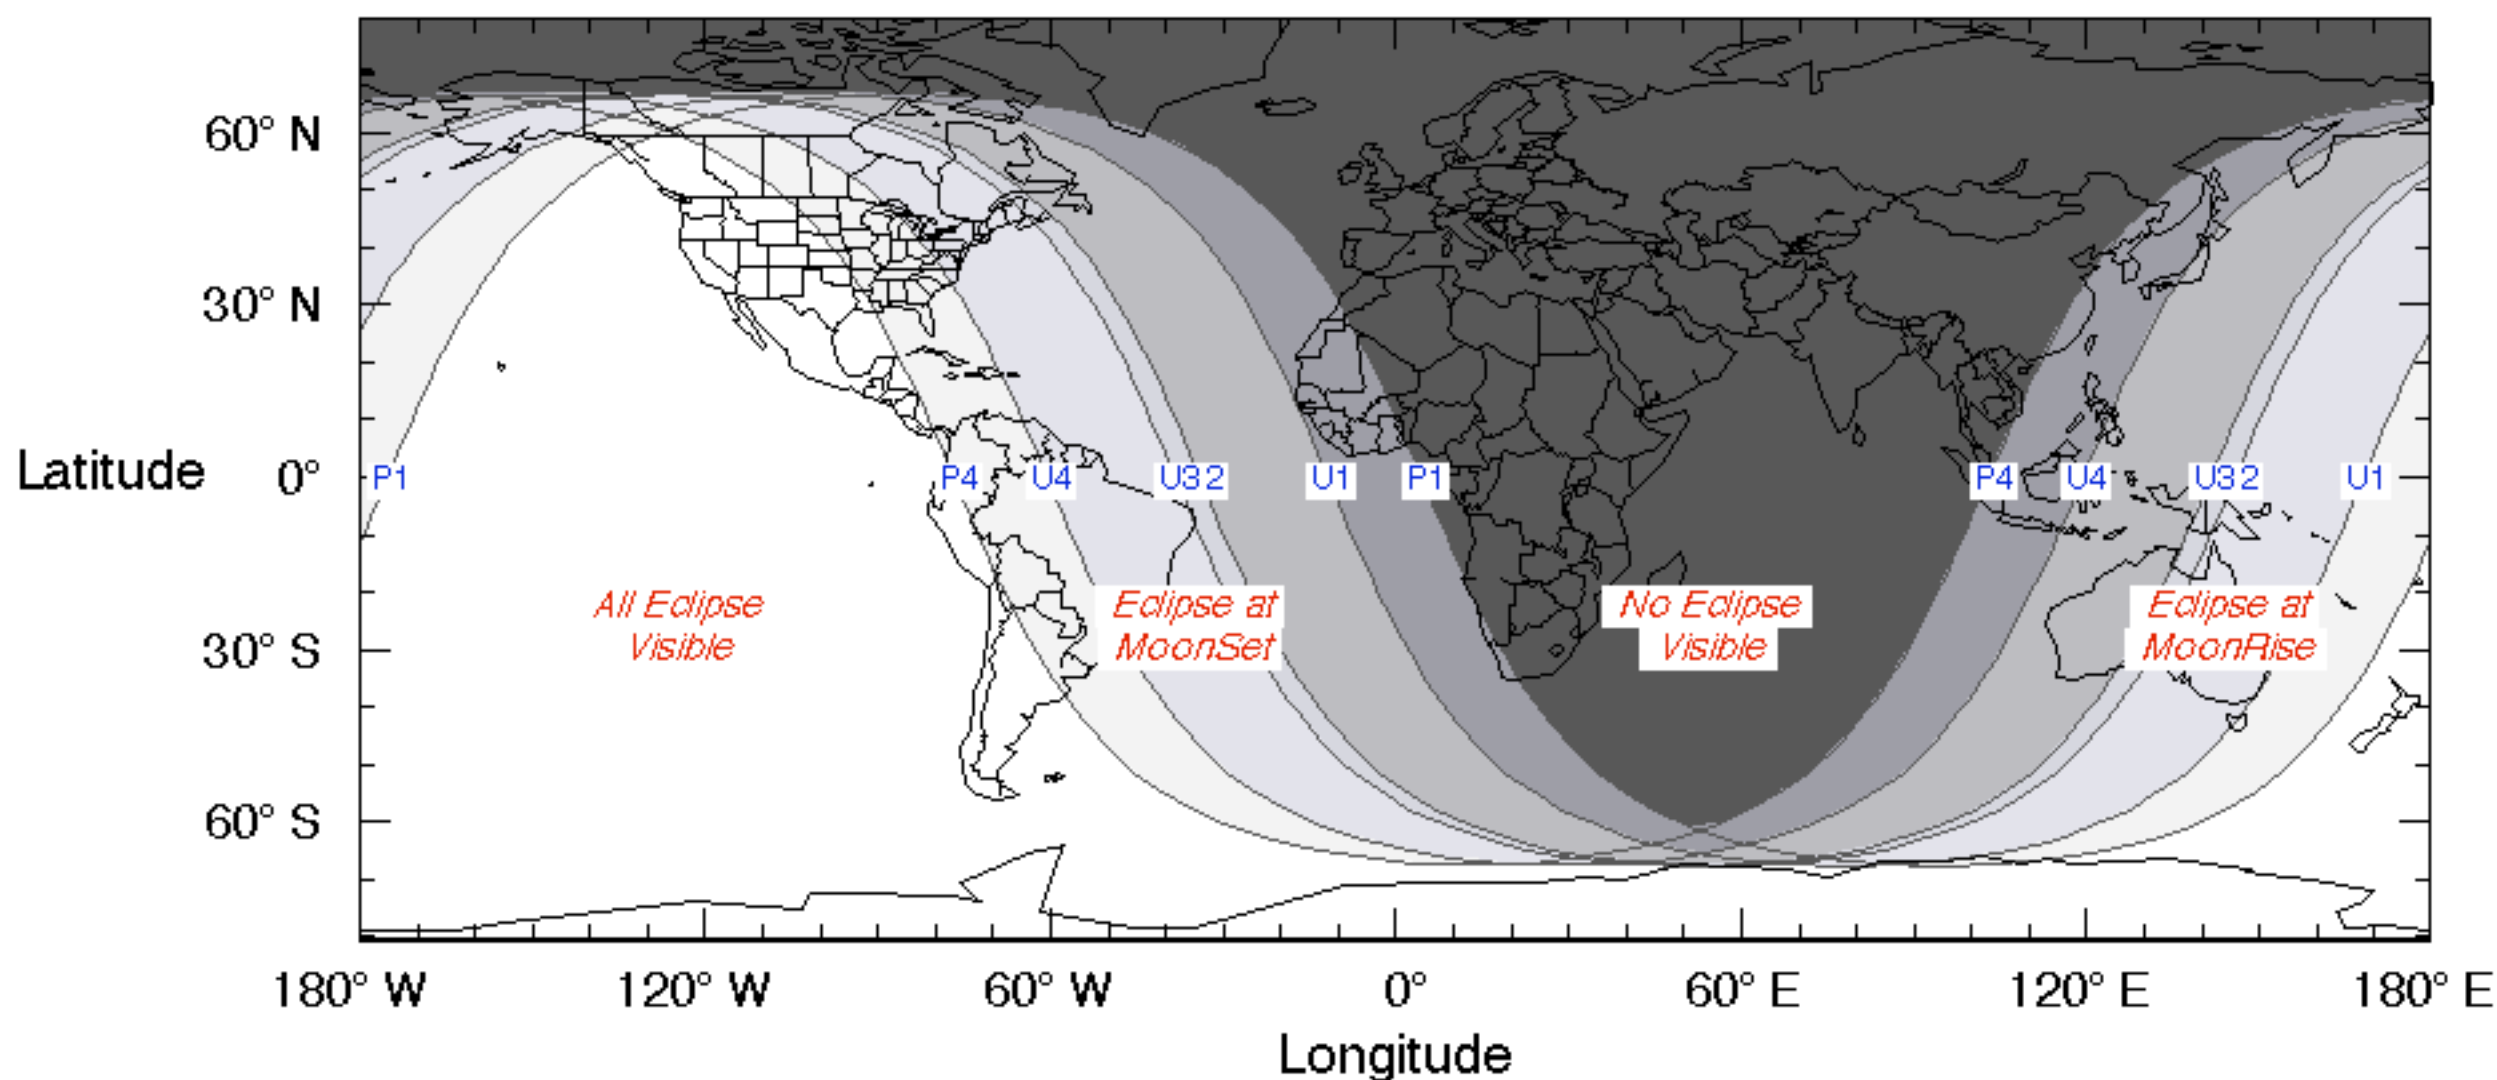 60° N
30° N
Latitude 0°
P1 P4 U4 U32 U1 P1 P4 U4 U32 U1
All Eclipse
Visible
Eclipse at
MoonSet
No Eclipse
Visible
Eclipse at
MoonRise
30° S
60° S
180° W 120° W 60° W 0° 60° E 120° E 180° E
Longitude